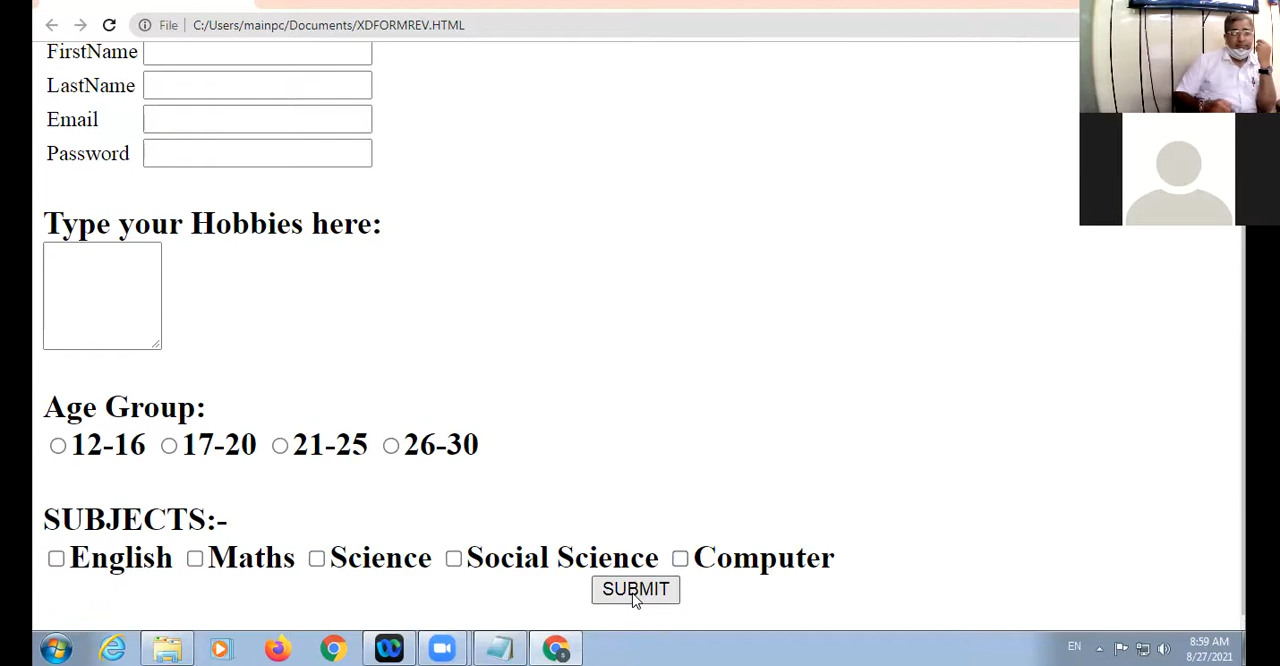 File C:/Users/mainpc/Documents/XDFORMREV.HTML
FirstName
LastName
Email
Password
Type your Hobbies here:
Age Group:
12-16 17-20 21-25 26-30
SUBJECTS:-
English Maths Science Social Science Computer
SUBMIT
EN
8:59 AM
8/27/2021